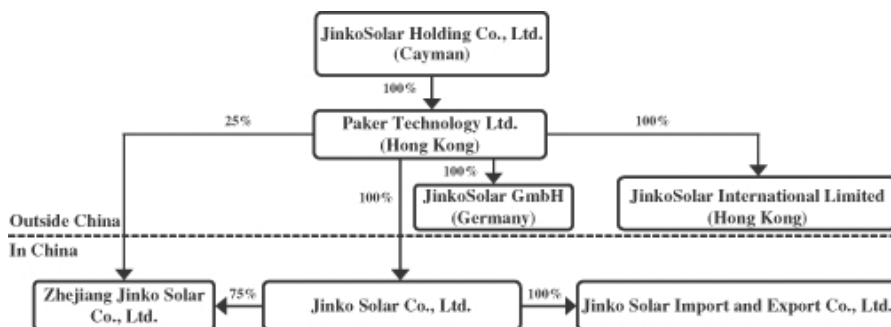 JinkoSolar Holding Co., Ltd.
(Cayman)
100%
25%
Paker Technology Ltd.
(Hong Kong)
100%
100%
100%
JinkoSolar GmbH
(Germany)
JinkoSolar International Limited
(Hong Kong)
Outside China
In China
Zhejiang Jinko Solar
Co., Ltd.
75%
Jinko Solar Co., Ltd.
100%
Jinko Solar Import and Export Co., Ltd.